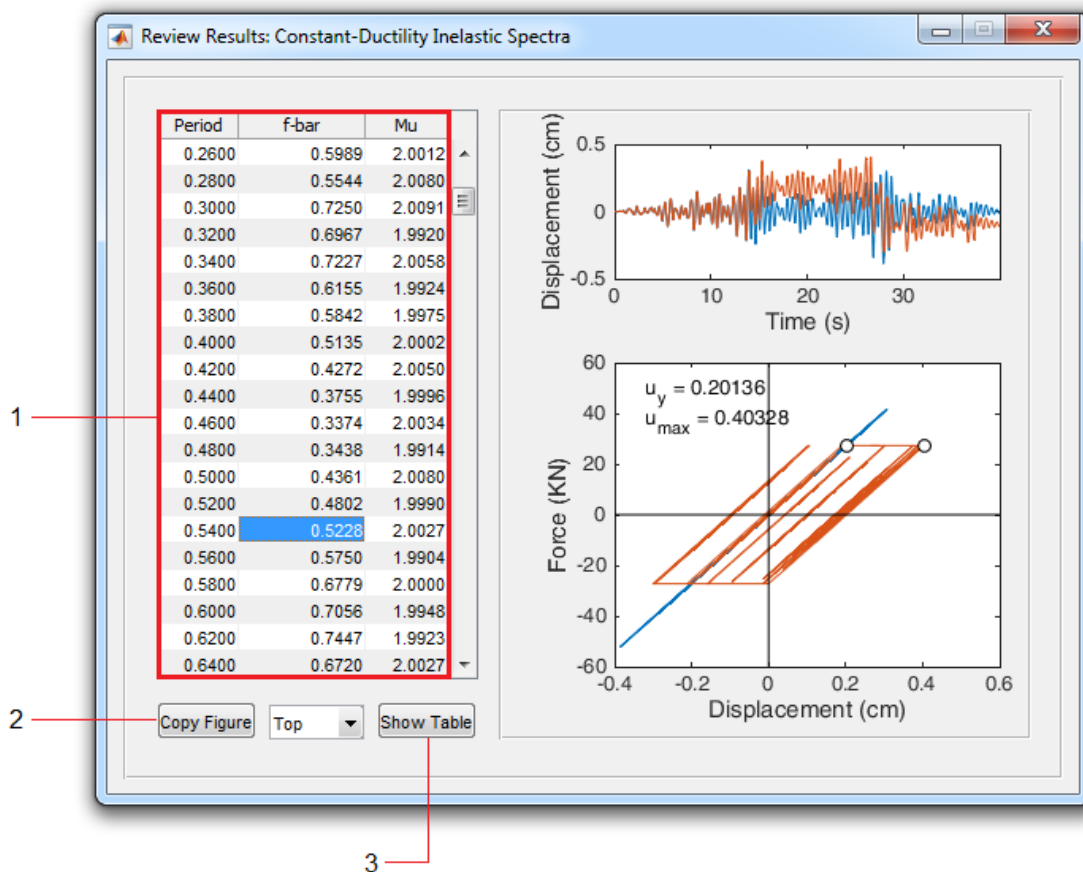 Review Results: Constant-Ductility Inelastic Spectra
Period f-bar Mu
0.2600 0.5989 2.0012
0.2800 0.5544 2.0080
0.3000 0.7250 2.0091
0.3200 0.6967 1.9920
0.3400 0.7227 2.0058
0.3600 0.6155 1.9924
0.3800 0.5842 1.9975
0.4000 0.5135 2.0002
0.4200 0.4272 2.0050
0.4400 0.3755 1.9996
0.4600 0.3374 2.0034
0.4800 0.3438 1.9914
0.5000 0.4361 2.0080
0.5200 0.4802 1.9990
0.5400 0.5228 2.0027
0.5600 0.5750 1.9904
0.5800 0.6779 2.0000
0.6000 0.7056 1.9948
0.6200 0.7447 1.9923
0.6400 0.6720 2.0027
1
2
Copy Figure Top Show Table
3
Displacement (cm)
0.5
0
-0.5
0 10 20 30
Time (s)
Force (KN)
60
40
20
0
-20
-40
-60
u_y = 0.20136
u_max = 0.40328
-0.4 -0.2 0 0.2 0.4 0.6
Displacement (cm)